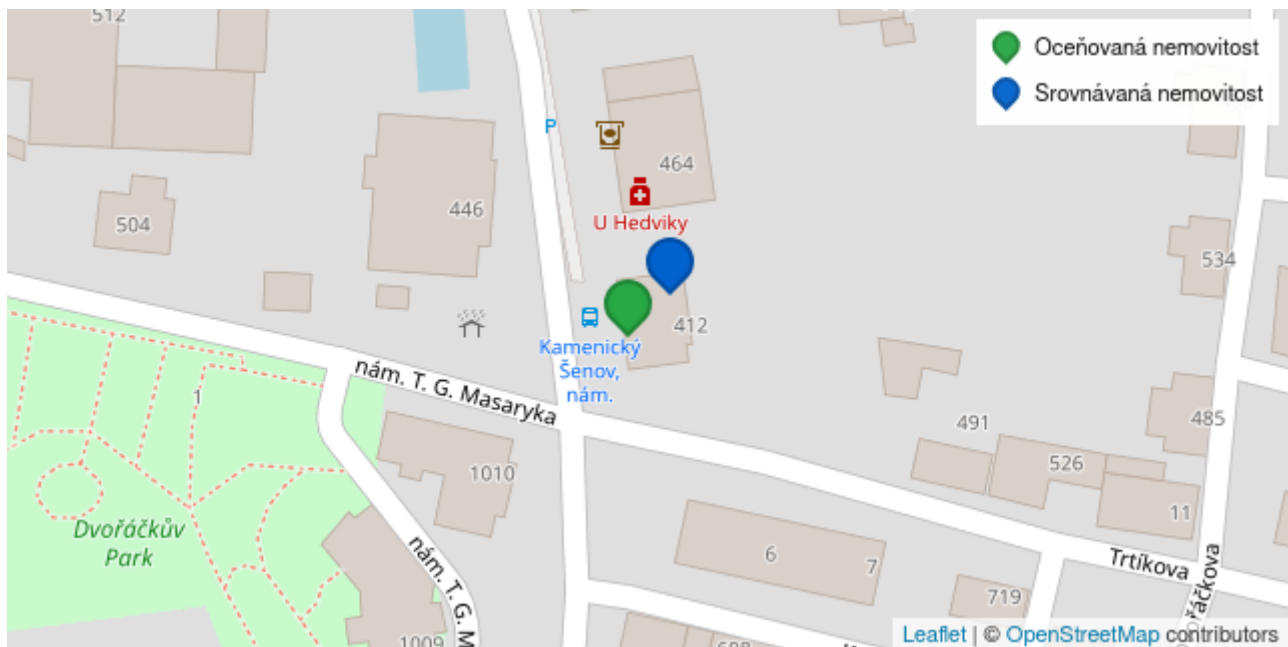 512
Oceňovaná nemovitost
Srovnávaná nemovitost
P
464
504
446
U Hedviky
534
412
Kamenický
Šenov,
nám.
nám. T. G. Masaryka
1
491
485
1010
526
11
Dvořáčkův
Park
nám. T. G. M
6
7
Trtíkova
719
1009
Leaflet | © OpenStreetMap contributors